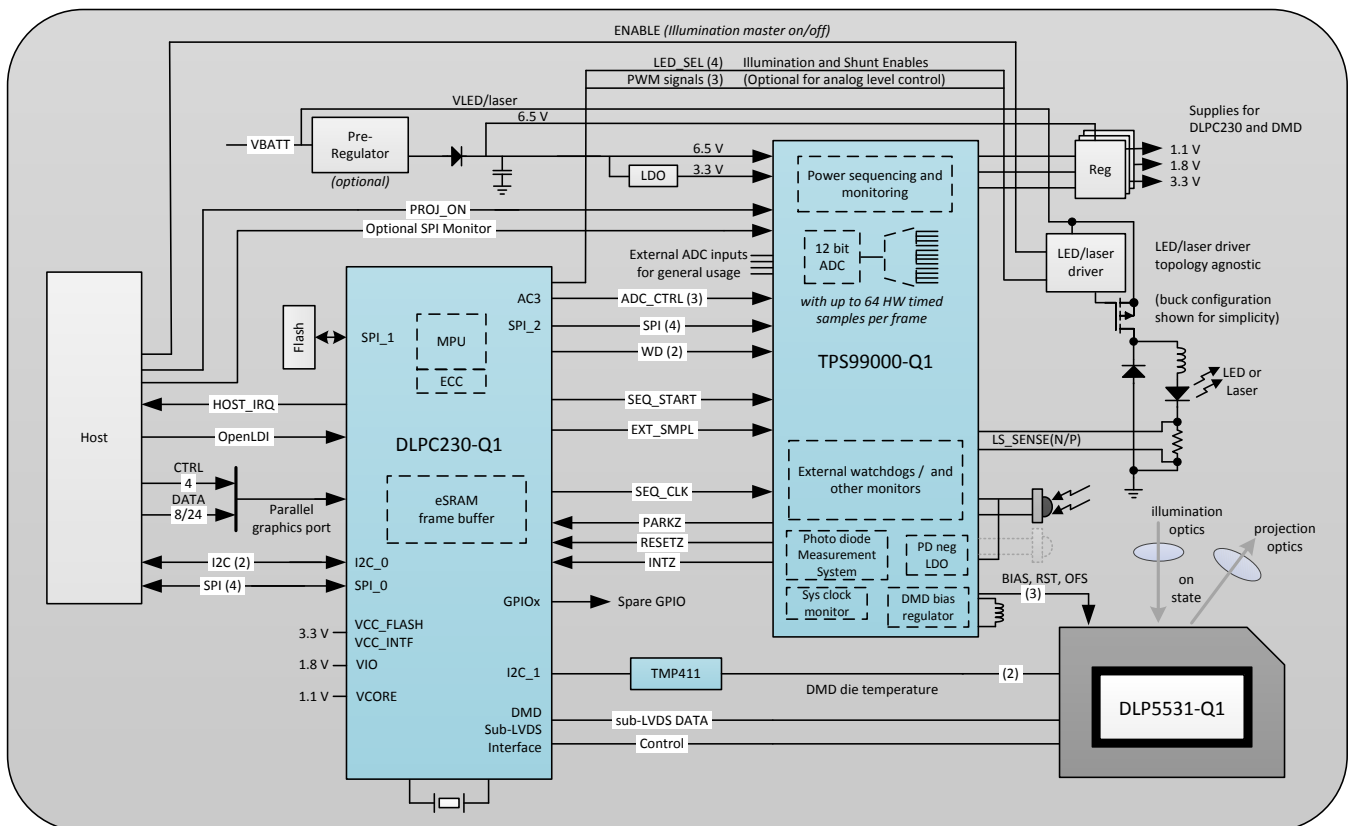 ENABLE (Illumination master on/off)
LED_SEL (4) Illumination and Shunt Enables
PWM signals (3) (Optional for analog level control)
VLED/laser
6.5 V
VBATT
Pre-
Regulator
(optional)
LDO
6.5 V
3.3 V
Power sequencing and
monitoring
Reg
Supplies for
DLPC230 and DMD
1.1 V
1.8 V
3.3 V
PROJ_ON
Optional SPI Monitor
External ADC inputs
for general usage
12 bit
ADC
with up to 64 HW timed
samples per frame
TPS99000-Q1
LED/laser
driver
LED/laser driver
topology agnostic
(buck configuration
shown for simplicity)
LED or
Laser
Host
Flash
SPI_1
MPU
ECC
AC3
SPI_2
ADC_CTRL (3)
SPI (4)
WD (2)
SEQ_START
EXT_SMPL
HOST_IRQ
OpenLDI
DLPC230-Q1
CTRL
4
DATA
8/24
Parallel
graphics port
eSRAM
frame buffer
SEQ_CLK
PARKZ
RESETZ
INTZ
LS_SENSE(N/P)
External watchdogs / and
other monitors
Photo diode
Measurement
System
PD neg
LDO
Sys clock
monitor
DMD bias
regulator
BIAS, RST, OFS
(3)
illumination
optics
projection
optics
on
state
I2C (2)
I2C_0
SPI (4)
SPI_0
GPIOx
Spare GPIO
3.3 V
VCC_FLASH
VCC_INTF
1.8 V
VIO
1.1 V
VCORE
I2C_1
TMP411
DMD die temperature
(2)
DMD
Sub-LVDS
Interface
sub-LVDS DATA
Control
DLP5531-Q1